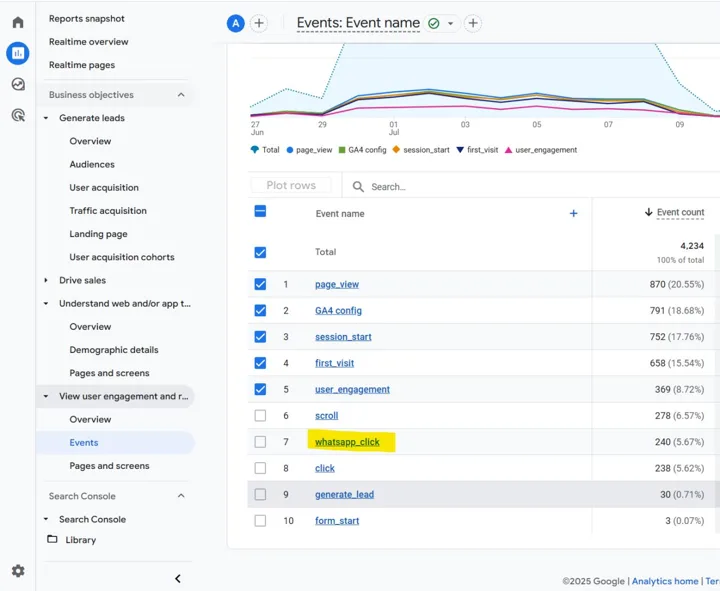 Reports snapshot
Realtime overview
Realtime pages
Business objectives
Generate leads
Overview
Audiences
User acquisition
Traffic acquisition
Landing page
User acquisition cohorts
Drive sales
Understand web and/or app t...
Overview
Demographic details
Pages and screens
View user engagement and r...
Overview
Events
Pages and screens
Search Console
Search Console
Library
A
Events: Event name
27 Jun
29
01 Jul
03
05
07
09
Total page_view GA4 config session_start first_visit user_engagement
Plot rows Search...
Event name Event count
Total 4,234
100% of total
1 page_view 870 (20.55%)
2 GA4 config 791 (18.68%)
3 session_start 752 (17.76%)
4 first_visit 658 (15.54%)
5 user_engagement 369 (8.72%)
6 scroll 278 (6.57%)
7 whatsapp_click 240 (5.67%)
8 click 238 (5.62%)
9 generate_lead 30 (0.71%)
10 form_start 3 (0.07%)
©2025 Google | Analytics home | Ter